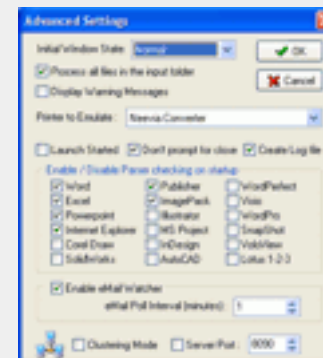 Advanced Settings
Initial Window State: Normal
OK
Process all files in the input folder
Cancel
Display Warning Messages
Printer to Emulate: Neevia Converter
Launch Started Don't prompt for close Create Log file
Enable / Disable Parser checking on startup
Word Publisher WordPerfect
Excel ImagePack Visio
Powerpoint Illustrator WordPro
Internet Explorer MS Project SnapShot
Corel Draw InDesign VoloView
SolidWorks AutoCAD Lotus 1-2-3
Enable eMail Watcher
eMail Poll Interval (minutes): 1
Clustering Mode Server Port: 8090